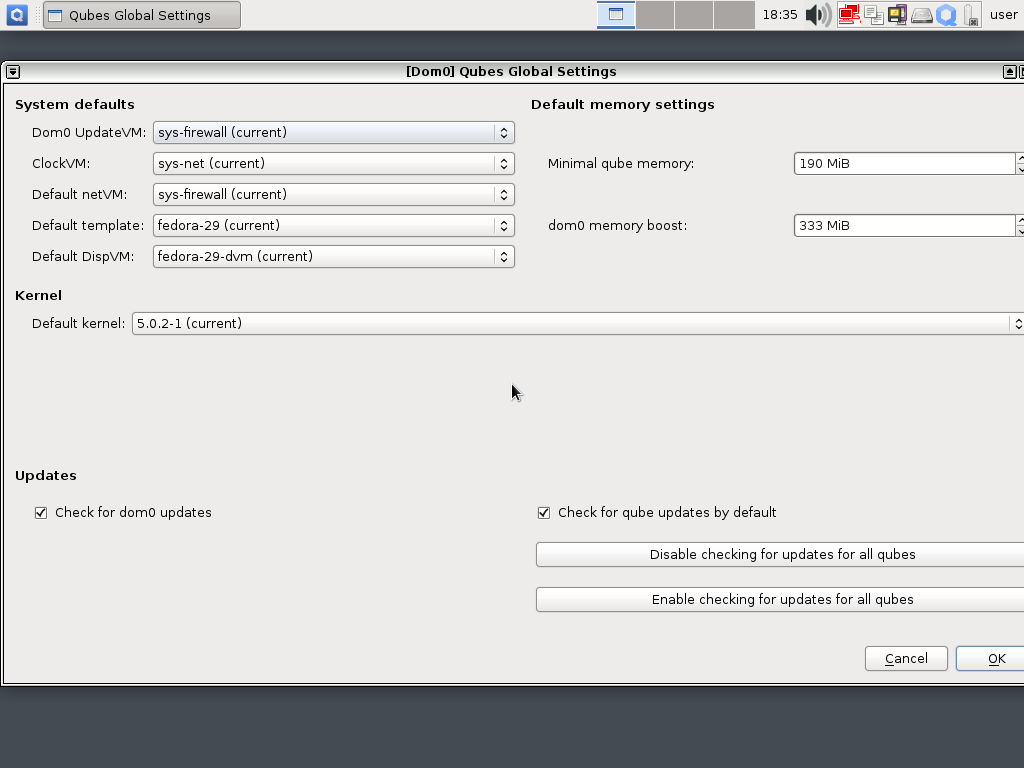 Qubes Global Settings
18:35
user
[Dom0] Qubes Global Settings
System defaults
Dom0 UpdateVM: sys-firewall (current)
ClockVM: sys-net (current)
Default netVM: sys-firewall (current)
Default template: fedora-29 (current)
Default DispVM: fedora-29-dvm (current)
Default memory settings
Minimal qube memory: 190 MiB
dom0 memory boost: 333 MiB
Kernel
Default kernel: 5.0.2-1 (current)
Updates
Check for dom0 updates
Check for qube updates by default
Disable checking for updates for all qubes
Enable checking for updates for all qubes
Cancel
OK